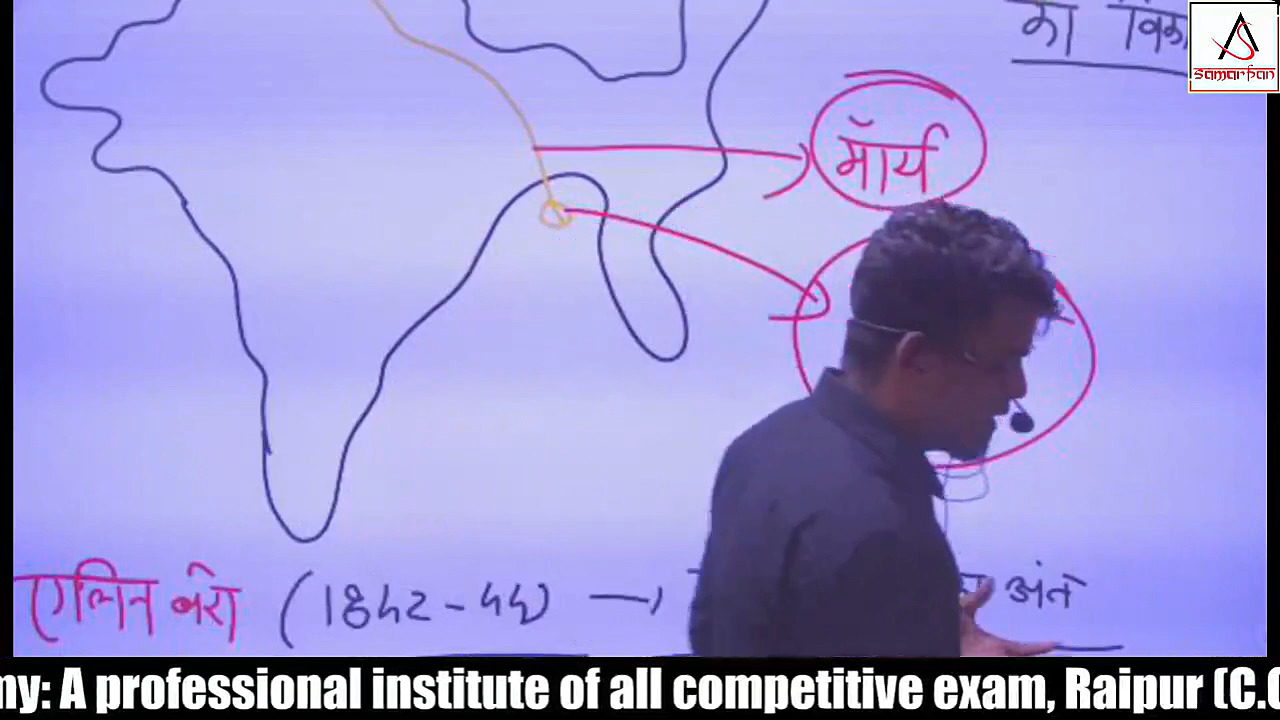 का विका
SAMARPAN
मॉर्य
एलिन बरो (1842-44) → अंत
my: A professional institute of all competitive exam, Raipur (C.G